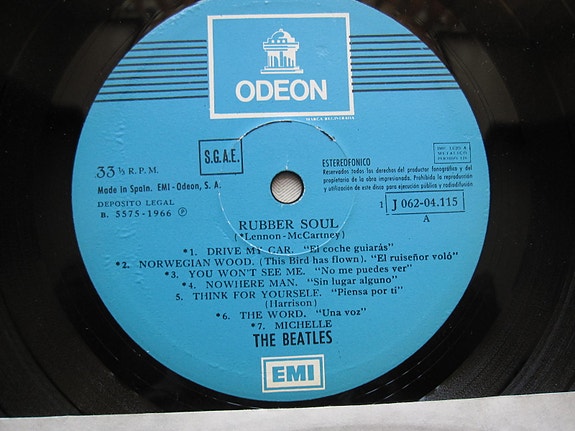 ODEON
MARCA REGISTRADA
33⅓ R.P.M.
S.G.A.E.
ESTEREOFONICO
Made in Spain. EMI-Odeon, S. A.
Reservados todos los derechos del productor fonográfico y del
propietario de la obra impresionada. Prohibido la reproducción
y utilización de este disco para ejecución pública y radiodifusión
DEPOSITO LEGAL
B. 5575-1966 Ⓟ
1 J 062-04.115
A
RUBBER SOUL
(*Lennon-McCartney)
*1. DRIVE MY CAR. "El coche guiarás"
*2. NORWEGIAN WOOD. (This Bird has flown). "El ruiseñor voló"
*3. YOU WON'T SEE ME. "No me puedes ver"
*4. NOWHERE MAN. "Sin lugar alguno"
5. THINK FOR YOURSELF. "Piensa por ti"
(Harrison)
*6. THE WORD. "Una voz"
*7. MICHELLE
THE BEATLES
EMI